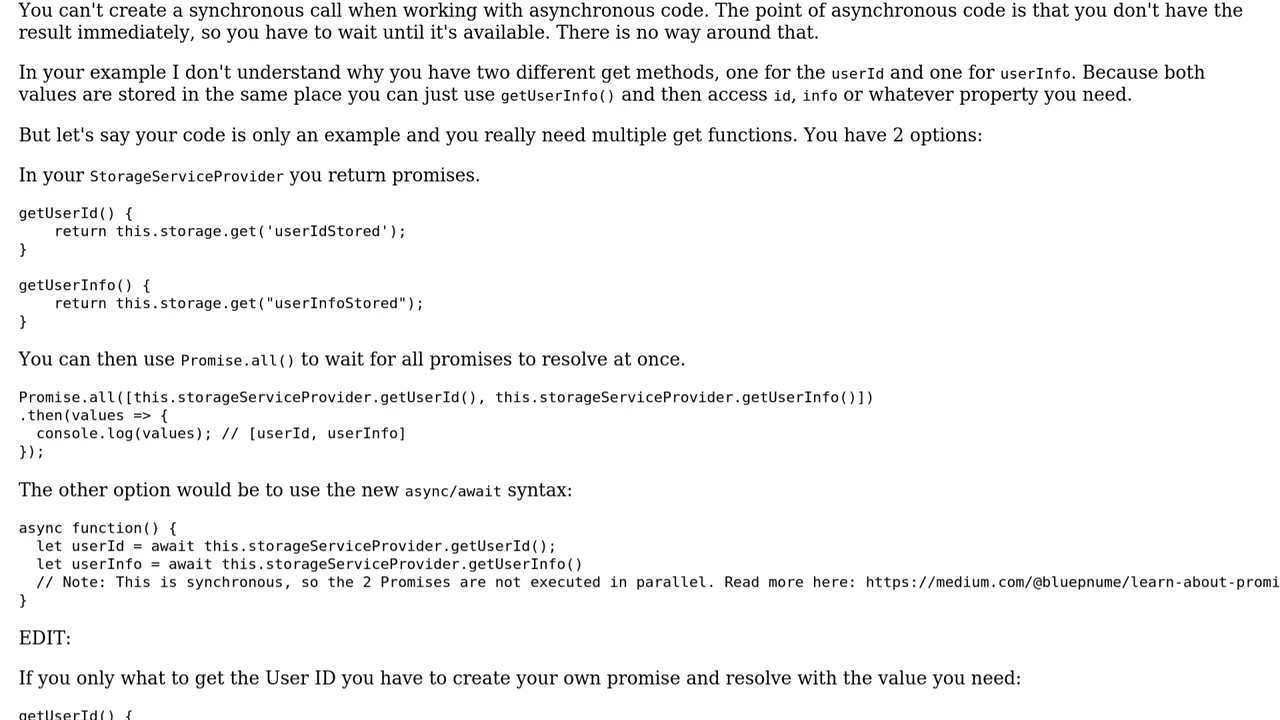 You can't create a synchronous call when working with asynchronous code. The point of asynchronous code is that you don't have the
result immediately, so you have to wait until it's available. There is no way around that.
In your example I don't understand why you have two different get methods, one for the userId and one for userInfo. Because both
values are stored in the same place you can just use getUserInfo() and then access id, info or whatever property you need.
But let's say your code is only an example and you really need multiple get functions. You have 2 options:
In your StorageServiceProvider you return promises.
getUserId() {
    return this.storage.get('userIdStored');
}
getUserInfo() {
    return this.storage.get("userInfoStored");
}
You can then use Promise.all() to wait for all promises to resolve at once.
Promise.all([this.storageServiceProvider.getUserId(), this.storageServiceProvider.getUserInfo()])
.then(values => {
  console.log(values); // [userId, userInfo]
});
The other option would be to use the new async/await syntax:
async function() {
  let userId = await this.storageServiceProvider.getUserId();
  let userInfo = await this.storageServiceProvider.getUserInfo()
  // Note: This is synchronous, so the 2 Promises are not executed in parallel. Read more here: https://medium.com/@bluepnume/learn-about-promi
}
EDIT:
If you only what to get the User ID you have to create your own promise and resolve with the value you need:
getUserId() {